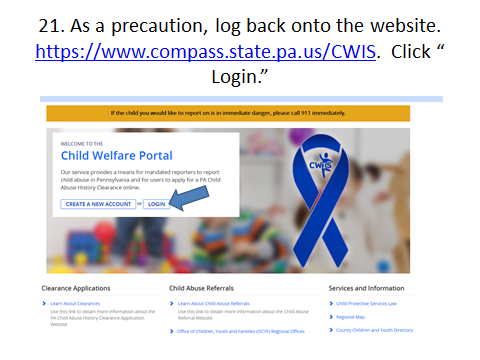 21. As a precaution, log back onto the website.
https://www.compass.state.pa.us/CWIS. Click “
Login.”
If the child you would like to report on is in immediate danger, please call 911 immediately.
WELCOME TO THE
Child Welfare Portal
Our service provides a means for mandated reporters to report
child abuse in Pennsylvania and for users to apply for a PA Child
Abuse History Clearance online.
CREATE A NEW ACCOUNT or LOGIN
CWIS
Clearance Applications
Learn About Clearances
Use this link to obtain more information about the
PA Child Abuse History Clearance Application
Website
Child Abuse Referrals
Learn About Child Abuse Referrals
Use this link to obtain more information about the Child Abuse
Referral Website
Office of Children, Youth and Families (OCYF) Regional Offices
Services and Information
Child Protective Services Law
Regional Map
County Children and Youth Directory